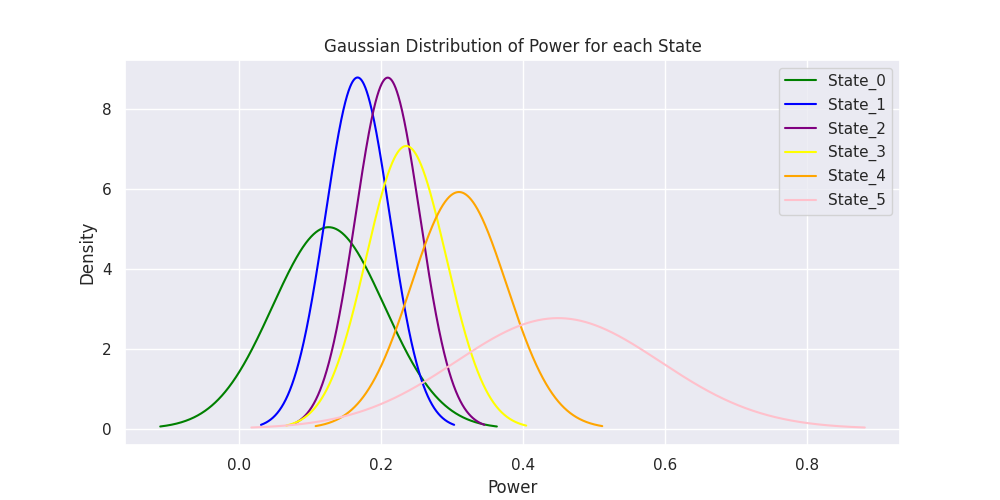 Gaussian Distribution of Power for each State
State_0
State_1
State_2
State_3
State_4
State_5
8
6
4
2
0
Density
0.0 0.2 0.4 0.6 0.8
Power